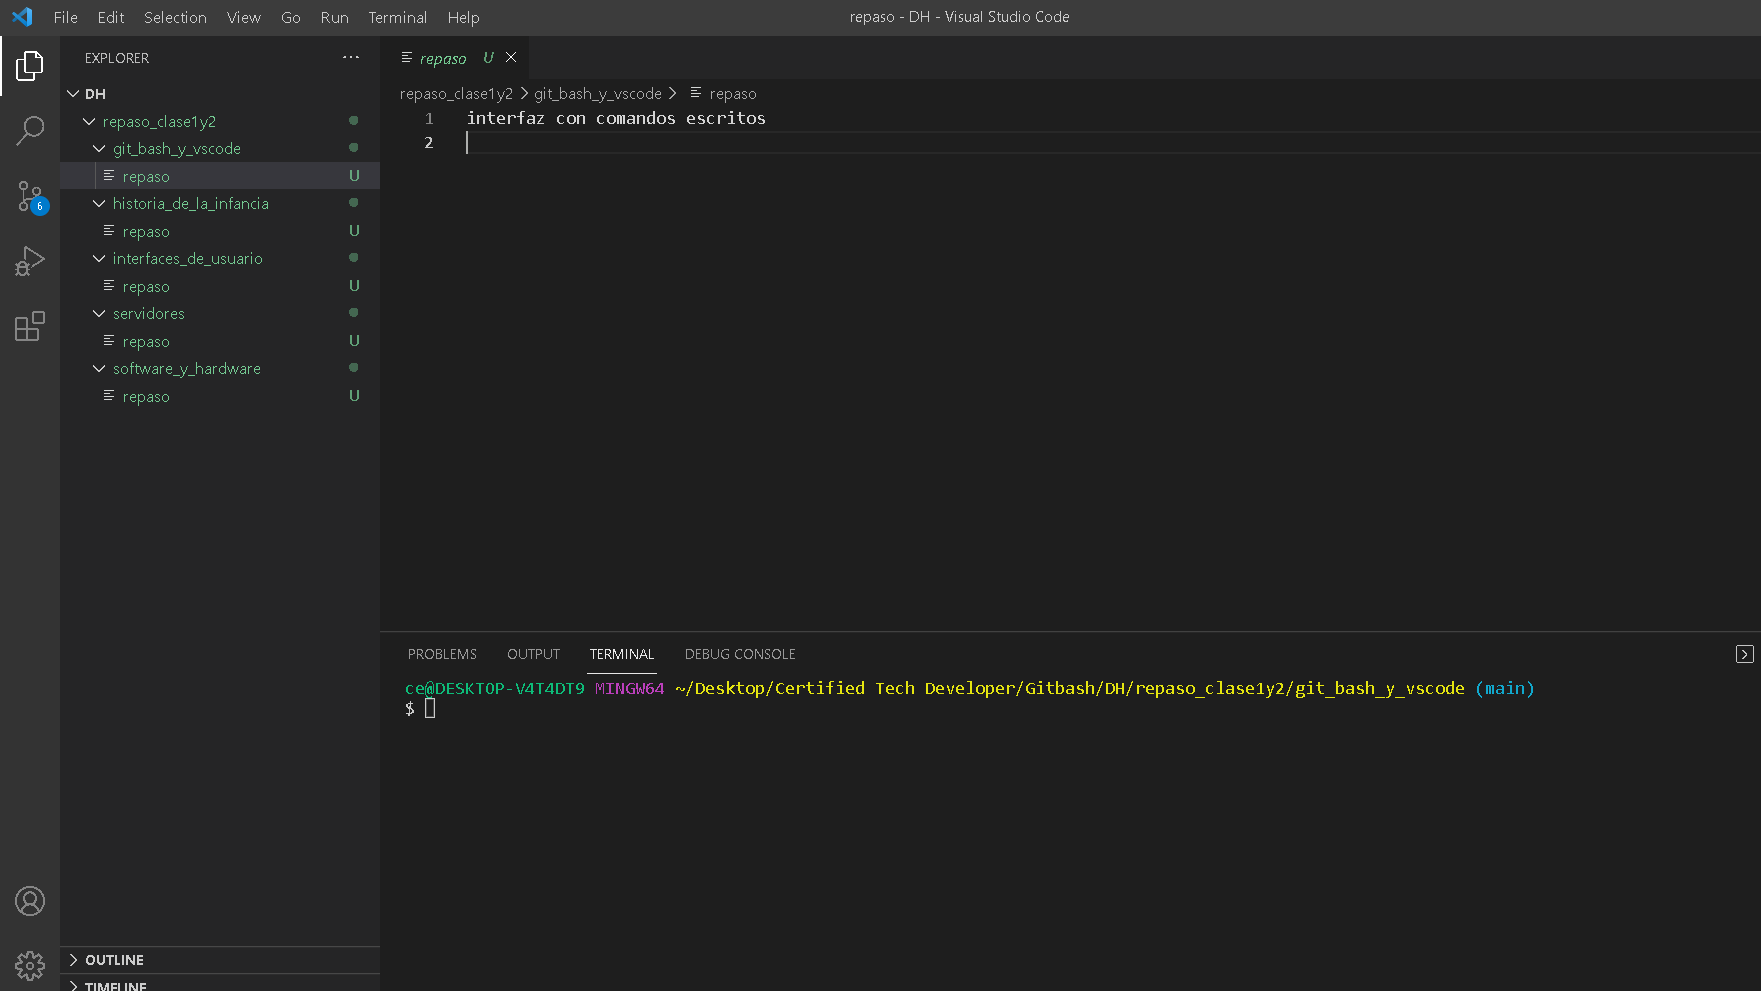 File Edit Selection View Go Run Terminal Help
repaso - DH - Visual Studio Code
EXPLORER
DH
repaso_clase1y2
git_bash_y_vscode
repaso U
historia_de_la_infancia
repaso U
interfaces_de_usuario
repaso U
servidores
repaso U
software_y_hardware
repaso U
6
OUTLINE
TIMELINE
repaso U
repaso_clase1y2 > git_bash_y_vscode > repaso
1 interfaz con comandos escritos
2
PROBLEMS OUTPUT TERMINAL DEBUG CONSOLE
ce@DESKTOP-V4T4DT9 MINGW64 ~/Desktop/Certified Tech Developer/Gitbash/DH/repaso_clase1y2/git_bash_y_vscode (main)
$